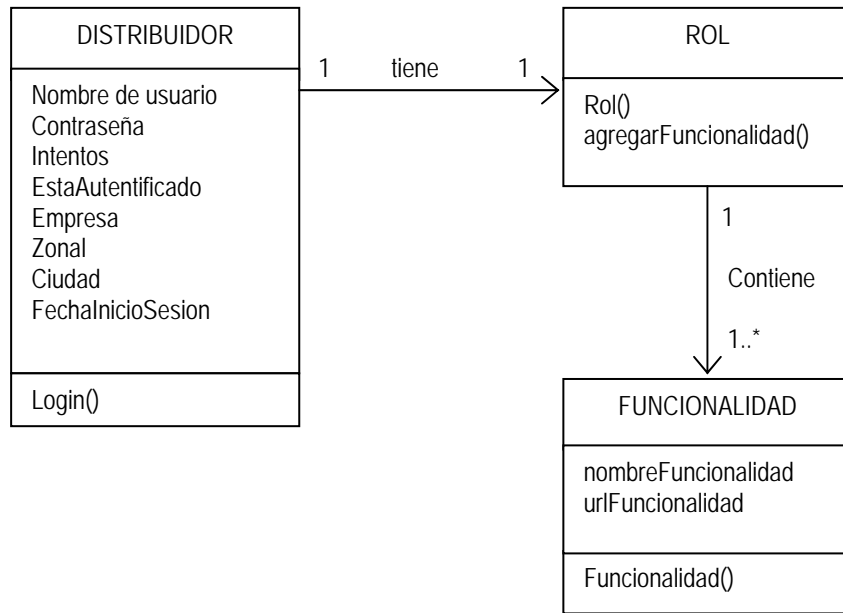 DISTRIBUIDOR
Nombre de usuario
Contraseña
Intentos
EstaAutentificado
Empresa
Zonal
Ciudad
FechaInicioSesion
Login()
1 tiene 1
ROL
Rol()
agregarFuncionalidad()
1
Contiene
1..*
FUNCIONALIDAD
nombreFuncionalidad
urlFuncionalidad
Funcionalidad()